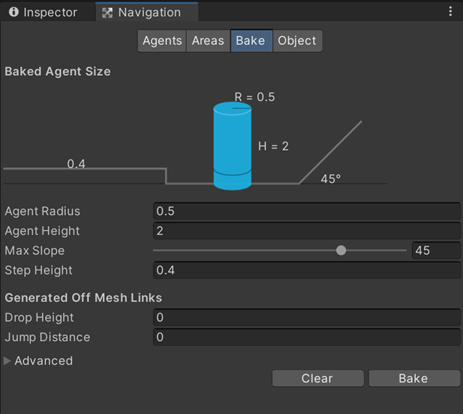 Inspector Navigation
Agents Areas Bake Object
Baked Agent Size
R = 0.5
H = 2
0.4
45°
Agent Radius 0.5
Agent Height 2
Max Slope 45
Step Height 0.4
Generated Off Mesh Links
Drop Height 0
Jump Distance 0
Advanced
Clear Bake